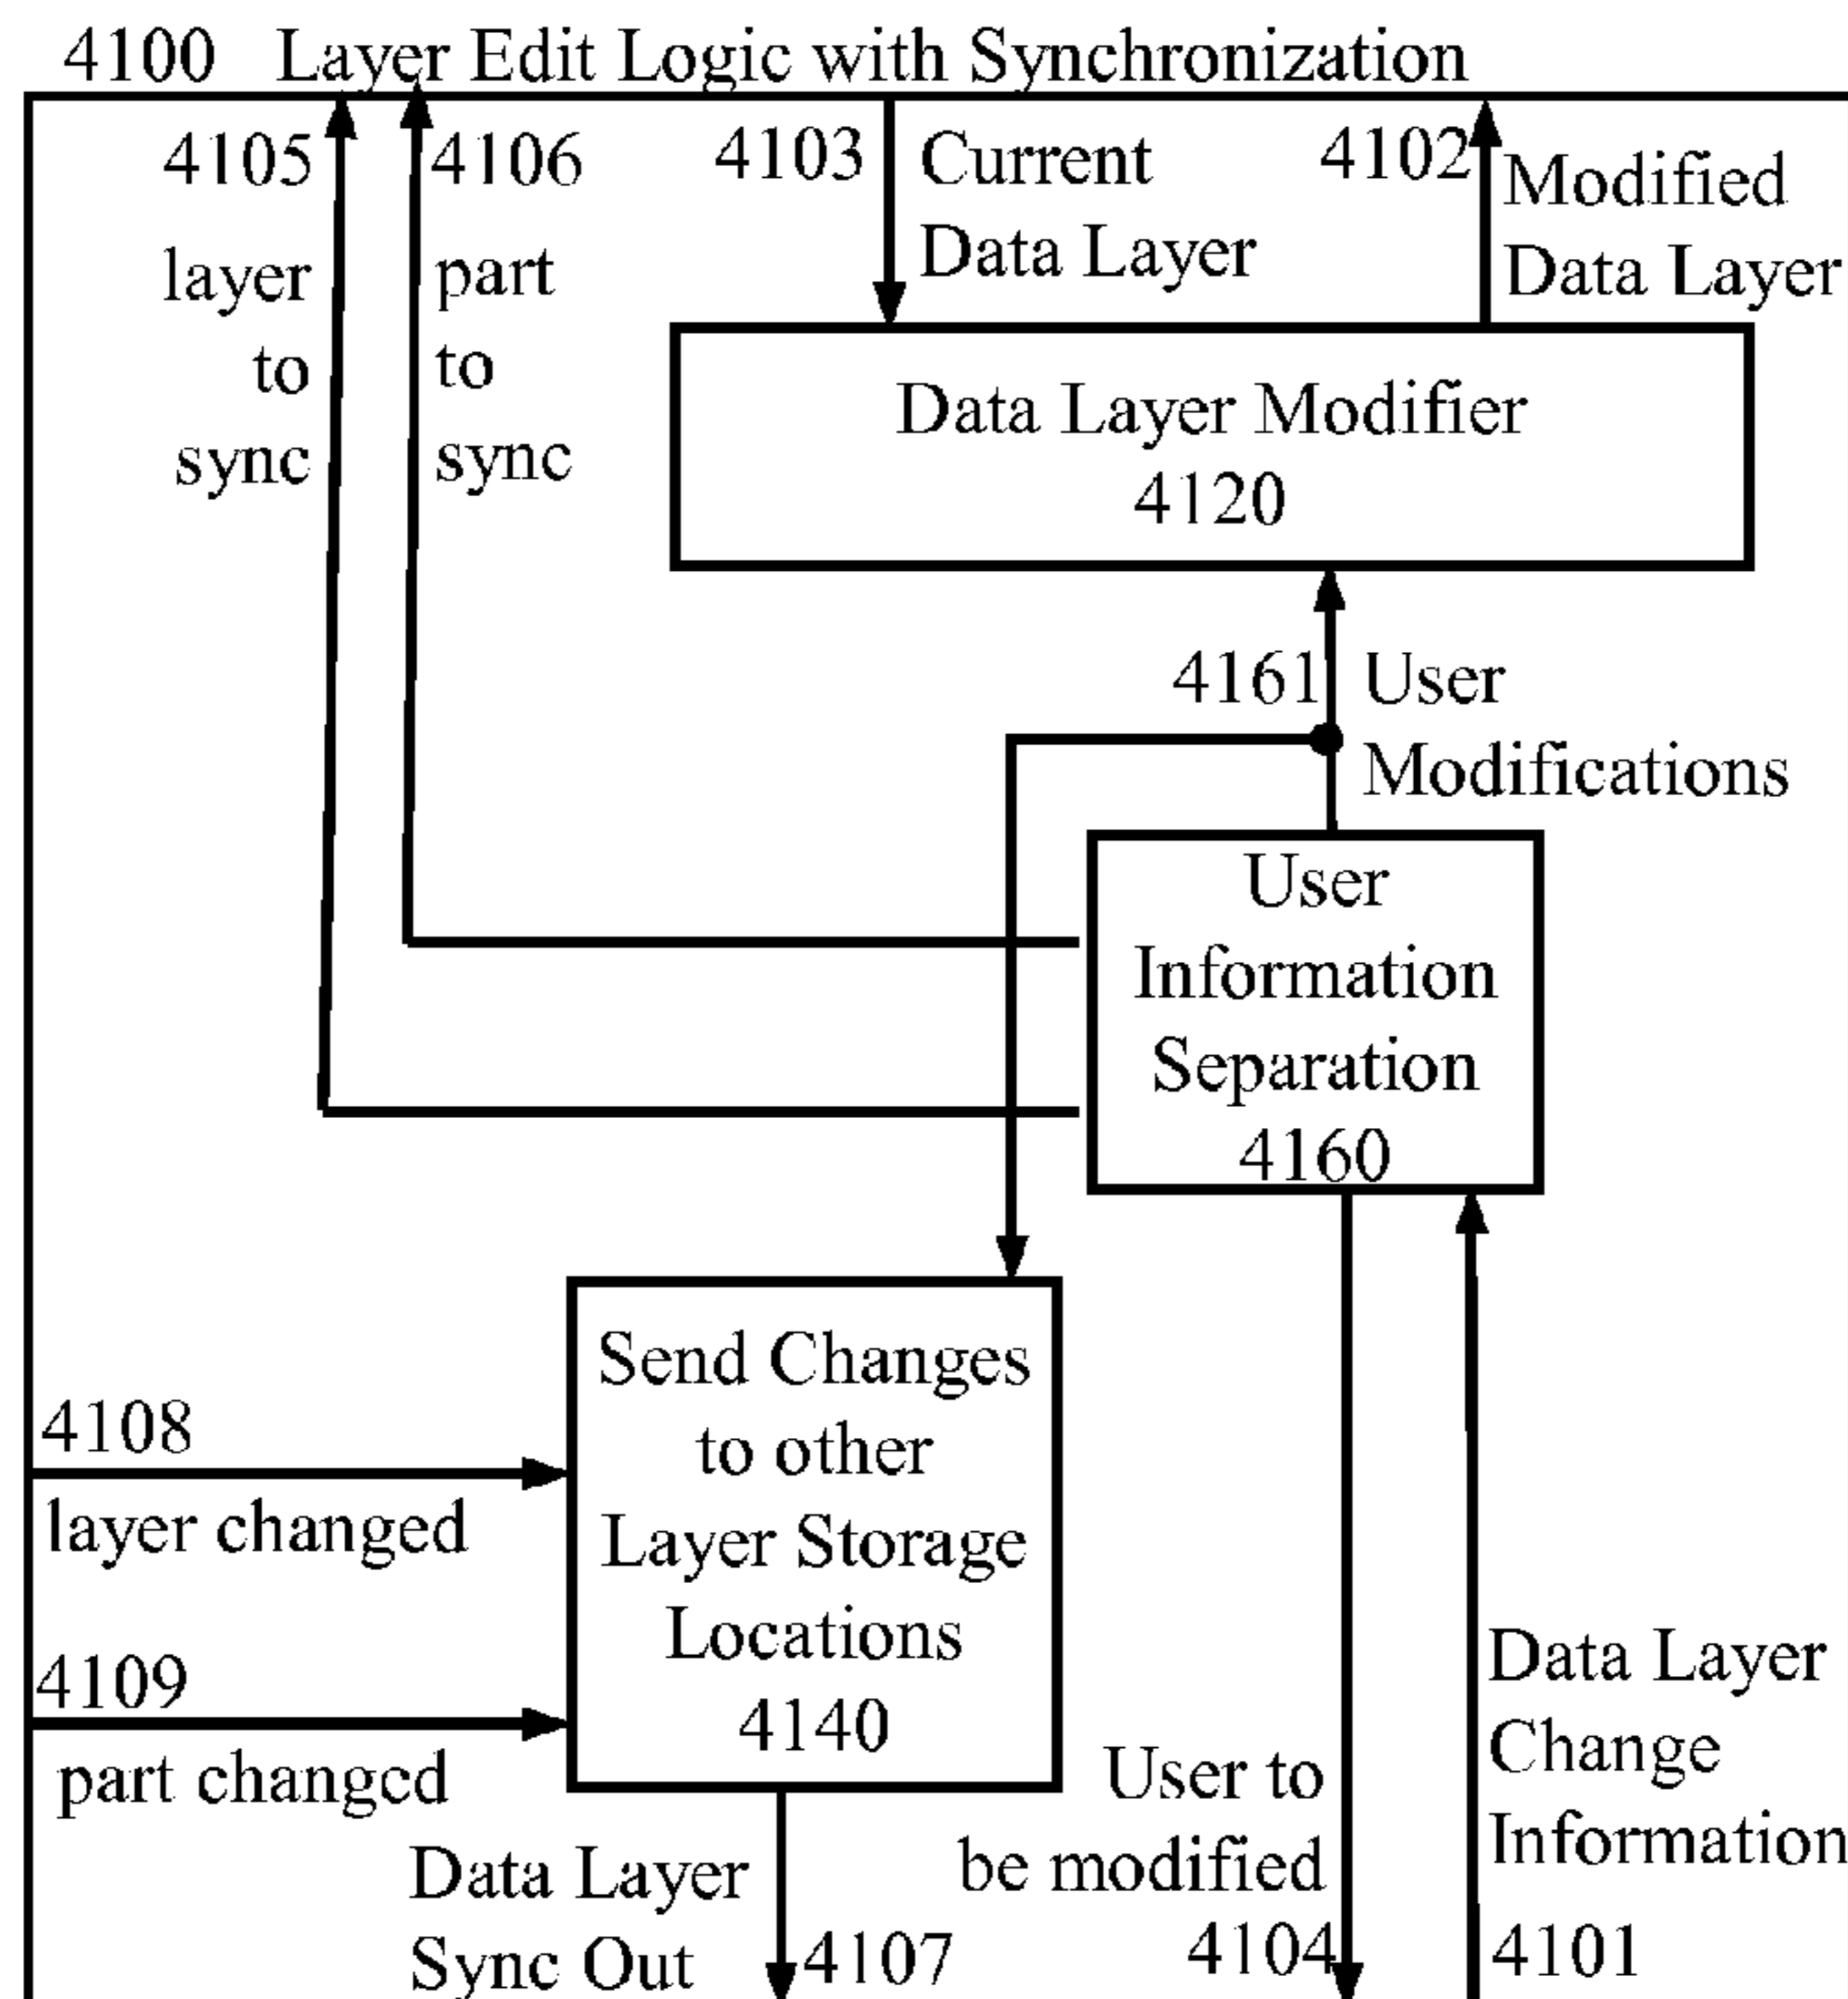 4100 Layer Edit Logic with Synchronization
4105
layer
to
sync
4106
part
to
sync
4103
Current
Data Layer
4102
Modified
Data Layer
Data Layer Modifier
4120
4161
User
Modifications
User
Information
Separation
4160
Send Changes
to other
Layer Storage
Locations
4140
4108
layer changed
4109
part changed
Data Layer
Sync Out
4107
User to
be modified
4104
Data Layer
Change
Information
4101